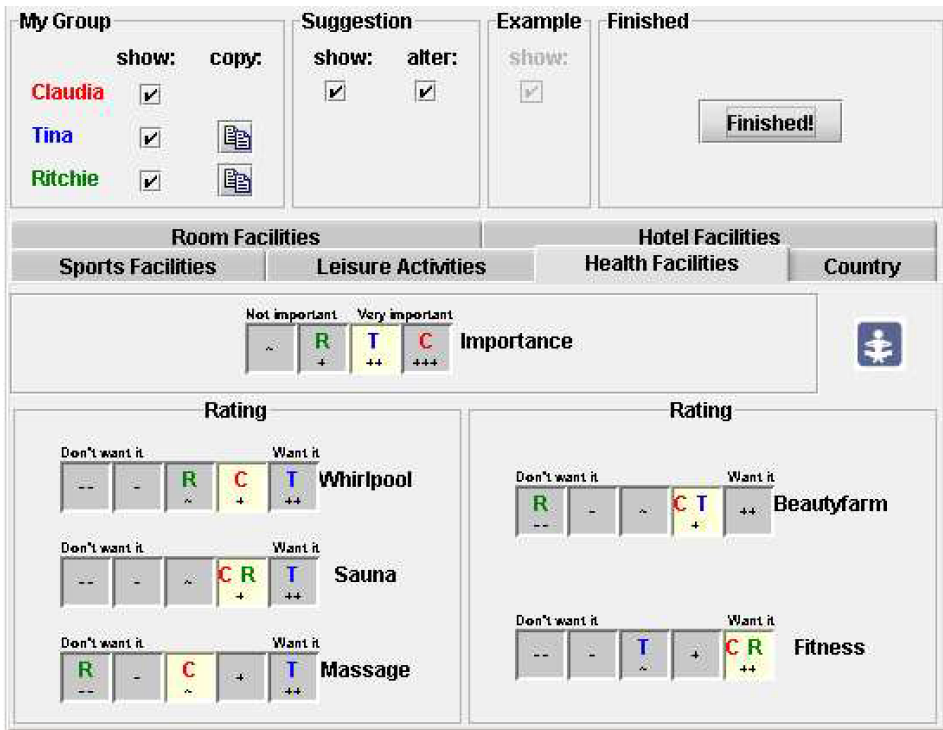 My Group Suggestion Example Finished
show: copy: show: alter: show:
Claudia
Tina
Finished!
Ritchie
Room Facilities Hotel Facilities
Sports Facilities Leisure Activities Health Facilities Country
Not important Very important
~ R T C Importance
+ ++ +++
Rating
Don't want it Want it
-- - R C T Whirlpool
~ + ++
Don't want it Want it
-- - ~ C R T Sauna
+ ++
Don't want it Want it
R - C + T Massage
-- ~ ++
Rating
Don't want it Want it
R - ~ C T ++ Beautyfarm
-- +
Don't want it Want it
-- - T + C R Fitness
~ ++